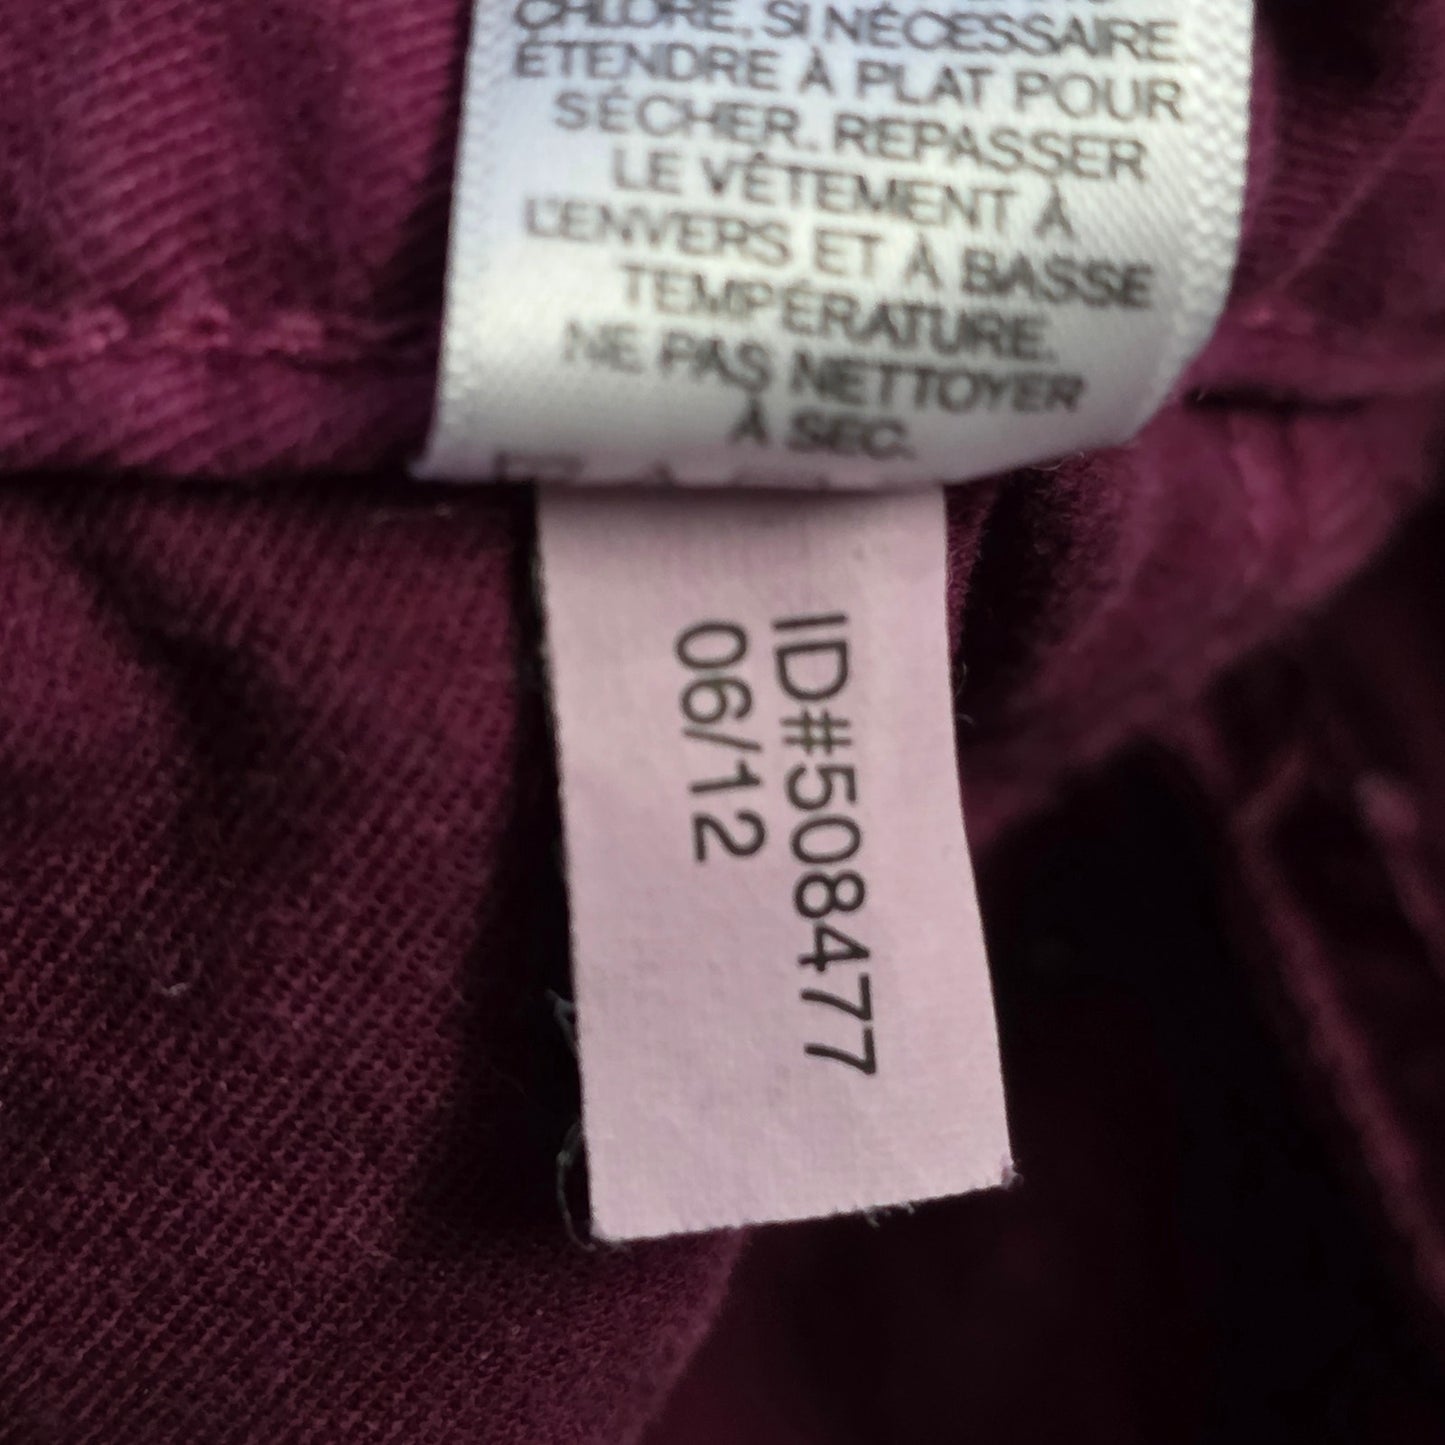 CHLORE, SI NÉCESSAIRE
ÉTENDRE À PLAT POUR
SÉCHER. REPASSER
LE VÊTEMENT À
L'ENVERS ET À BASSE
TEMPÉRATURE.
NE PAS NETTOYER
À SEC.
ID#508477
06/12